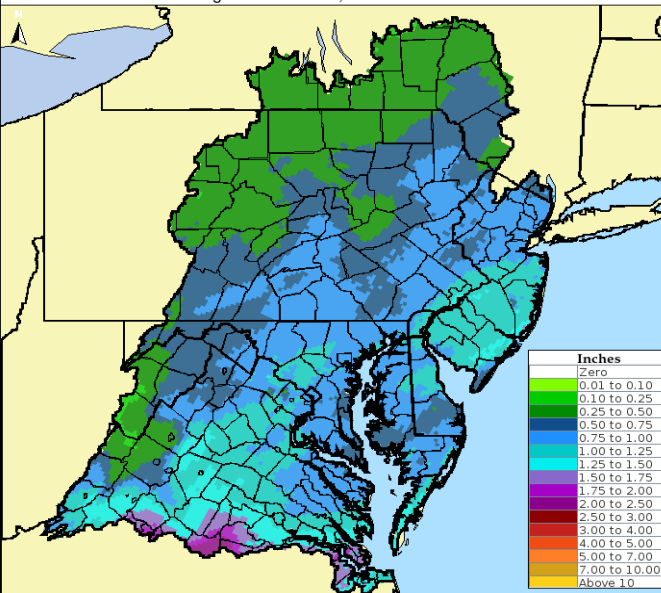 Inches
Zero
0.01 to 0.10
0.10 to 0.25
0.25 to 0.50
0.50 to 0.75
0.75 to 1.00
1.00 to 1.25
1.25 to 1.50
1.50 to 1.75
1.75 to 2.00
2.00 to 2.50
2.50 to 3.00
3.00 to 4.00
4.00 to 5.00
5.00 to 7.00
7.00 to 10.00
Above 10